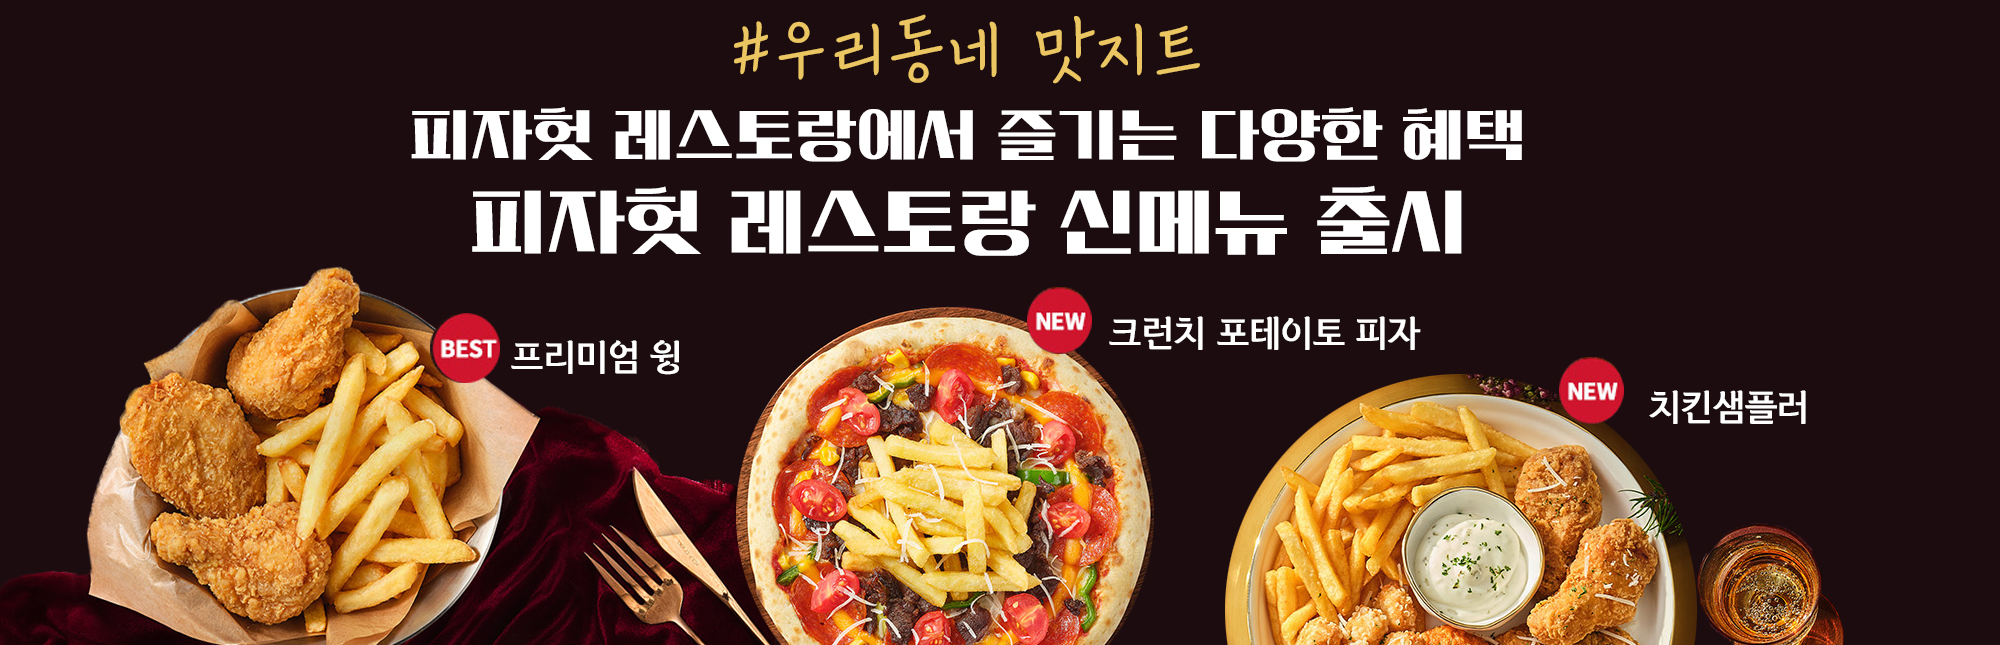 #우리동네 맛지트
피자헛 레스토랑에서 즐기는 다양한 혜택
피자헛 레스토랑 신메뉴 출시
BEST 프리미엄 윙
NEW 크런치 포테이토 피자
NEW 치킨샘플러